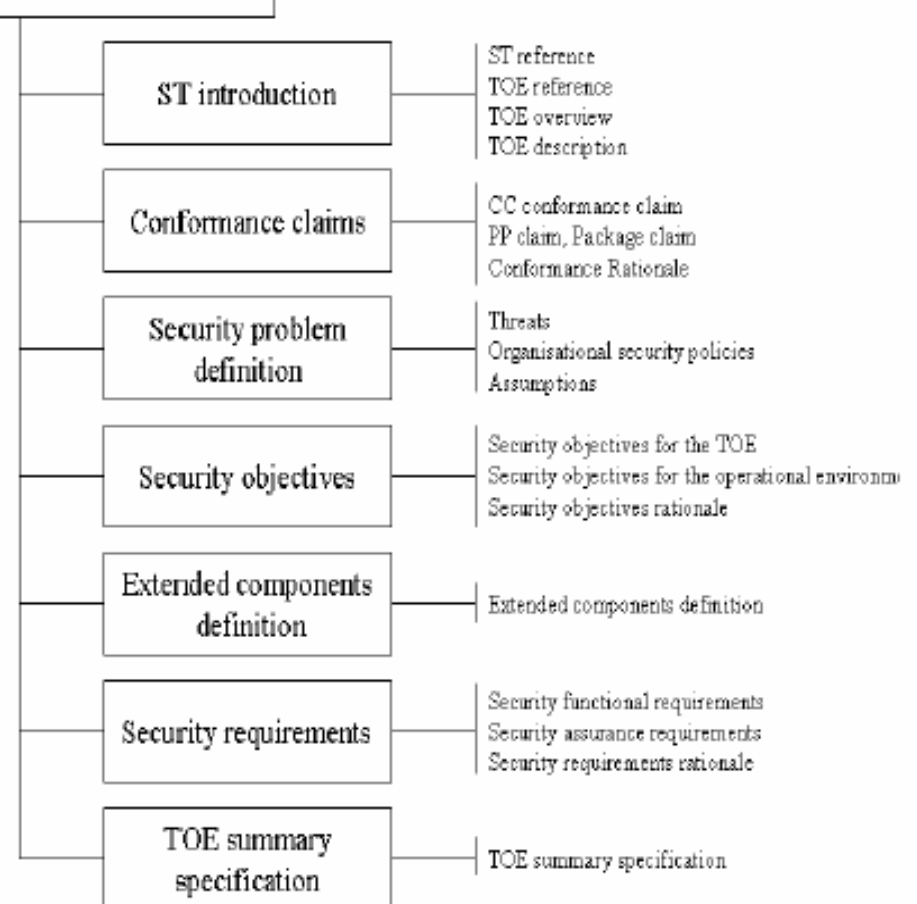 ST introduction
ST reference
TOE reference
TOE overview
TOE description
Conformance claims
CC conformance claim
PP claim, Package claim
Conformance Rationale
Security problem
definition
Threats
Organisational security policies
Assumptions
Security objectives
Security objectives for the TOE
Security objectives for the operational environm
Security objectives rationale
Extended components
definition
Extended components definition
Security requirements
Security functional requirements
Security assurance requirements
Security requirements rationale
TOE summary
specification
TOE summary specification